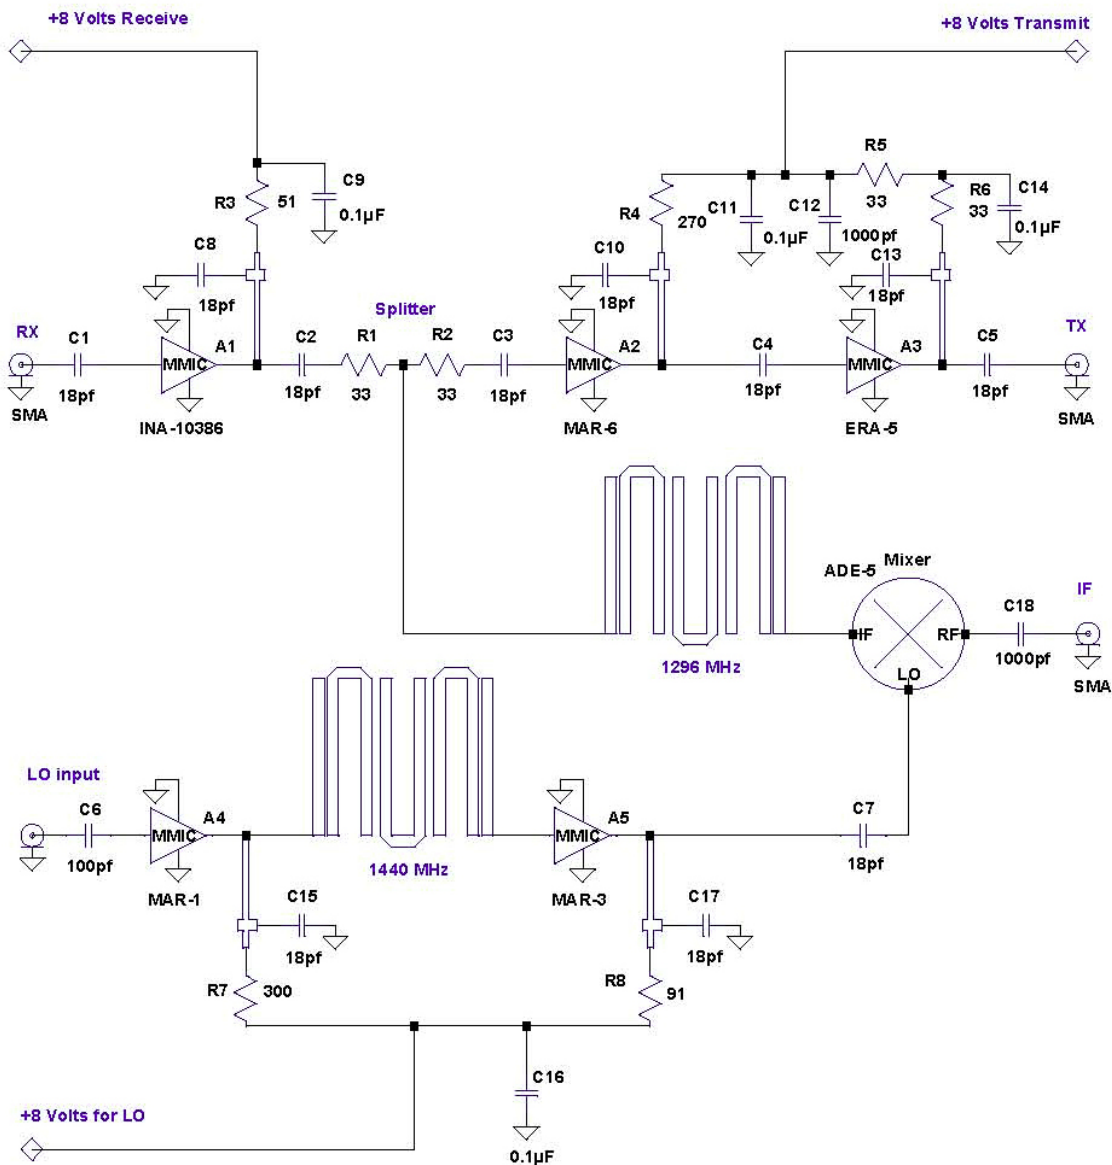 +8 Volts Receive
+8 Volts Transmit
R5
33
C9
0.1µF
R3
51
R4
270
C11
0.1µF
C12
1000pf
R6
33
C14
0.1µF
C8
18pf
C10
18pf
C13
18pf
RX
C1
18pf
SMA
MMIC
A1
INA-10386
C2
18pf
Splitter
R1
33
R2
33
C3
18pf
MMIC
A2
MAR-6
C4
18pf
MMIC
A3
ERA-5
C5
18pf
TX
SMA
1296 MHz
ADE-5
Mixer
IF
RF
LO
C18
1000pf
IF
SMA
LO input
C6
100pf
MMIC
A4
MAR-1
1440 MHz
MMIC
A5
MAR-3
C7
18pf
C15
18pf
C17
18pf
R7
300
R8
91
C16
0.1µF
+8 Volts for LO